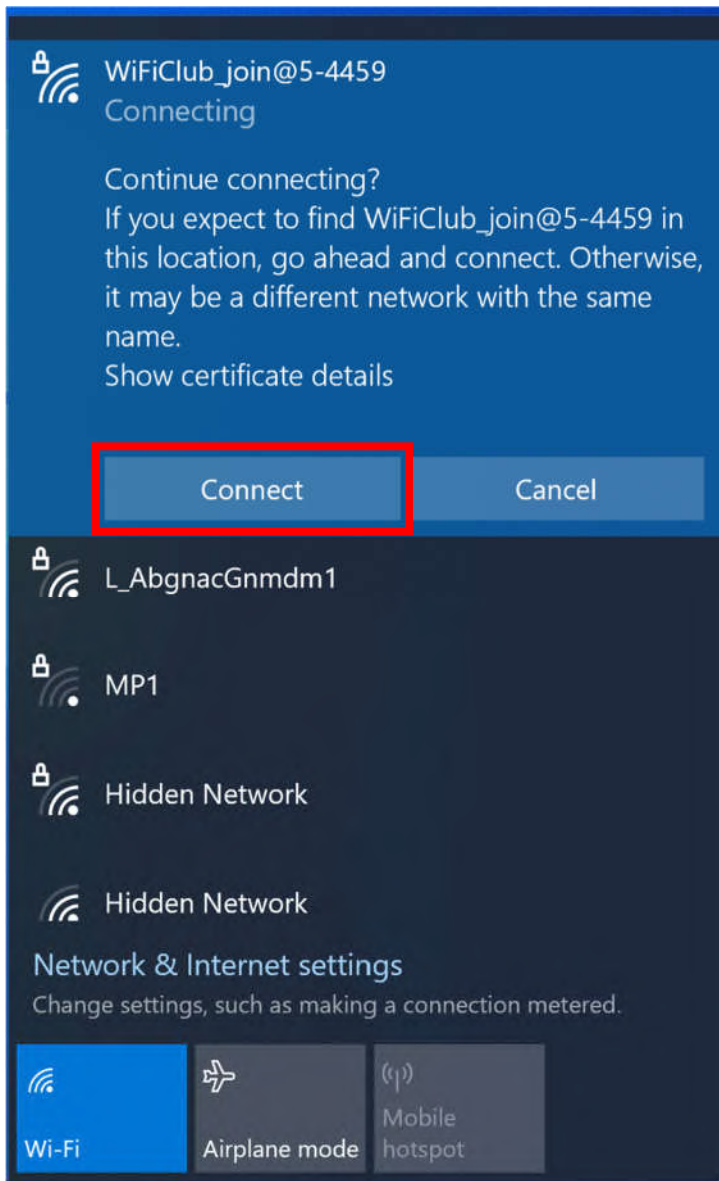 WiFiClub_join@5-4459
Connecting
Continue connecting?
If you expect to find WiFiClub_join@5-4459 in
this location, go ahead and connect. Otherwise,
it may be a different network with the same
name.
Show certificate details
Connect
Cancel
L_AbgnacGnmdm1
MP1
Hidden Network
Hidden Network
Network & Internet settings
Change settings, such as making a connection metered.
Wi-Fi
Airplane mode
Mobile
hotspot